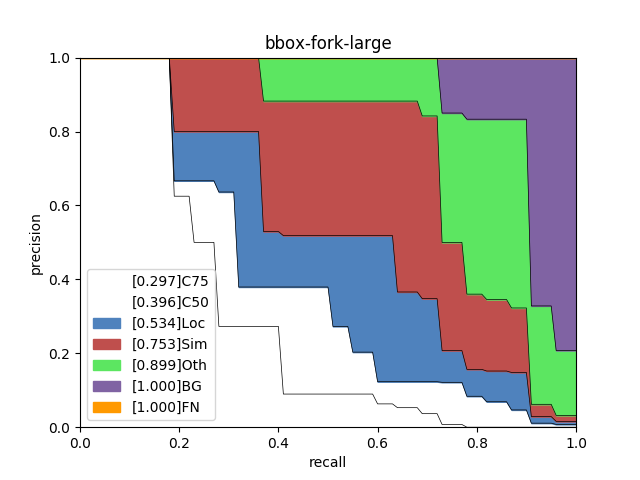 bbox-fork-large
1.0
0.8
0.6
0.4
0.2
0.0
precision
[0.297]C75
[0.396]C50
[0.534]Loc
[0.753]Sim
[0.899]Oth
[1.000]BG
[1.000]FN
0.0 0.2 0.4 0.6 0.8 1.0
recall